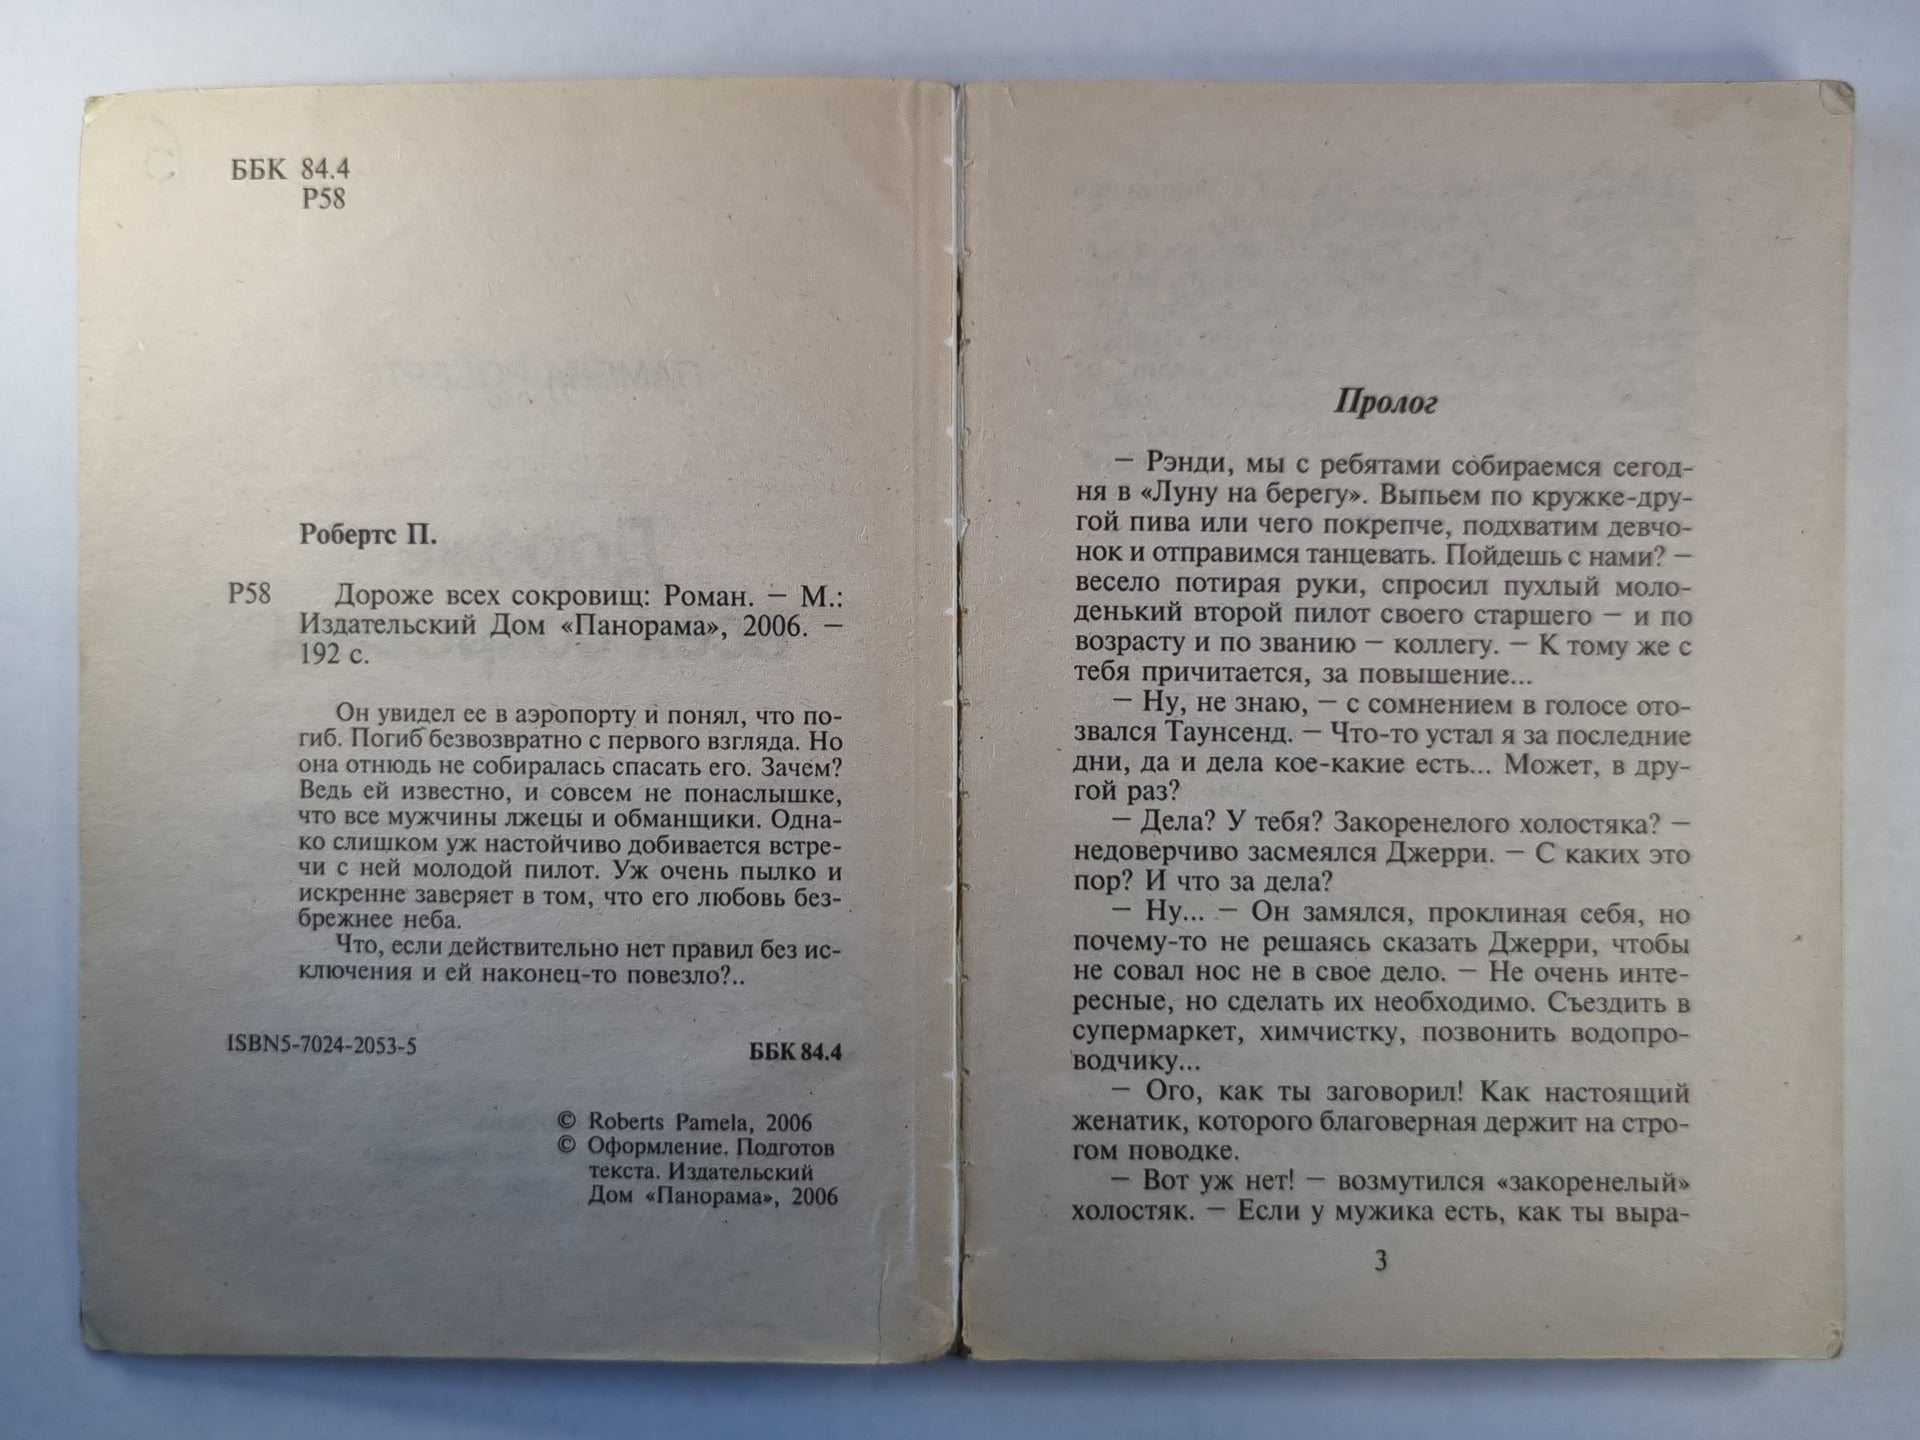 ББК 84.4
Р58
Робертс П.
Р58 Дороже всех сокровищ: Роман. — М.:
Издательский Дом «Панорама», 2006. —
192 с.
Он увидел ее в аэропорту и понял, что по-
гиб. Погиб безвозвратно с первого взгляда. Но
она отнюдь не собиралась спасать его. Зачем?
Ведь ей известно, и совсем не понаслышке,
что все мужчины лжецы и обманщики. Одна-
ко слишком уж настойчиво добивается встре-
чи с ней молодой пилот. Уж очень пылко и
искренне заверяет в том, что его любовь без-
брежнее неба.
Что, если действительно нет правил без ис-
ключения и ей наконец-то повезло?..
ISBN5-7024-2053-5
ББК 84.4
© Roberts Pamela, 2006
© Оформление. Подготов
текста. Издательский
Дом «Панорама», 2006
Пролог
— Рэнди, мы с ребятами собираемся сегод-
ня в «Луну на берегу». Выпьем по кружке-дру-
гой пива или чего покрепче, подхватим девчо-
нок и отправимся танцевать. Пойдешь с нами? —
весело потирая руки, спросил пухлый моло-
денький второй пилот своего старшего — и по
возрасту и по званию — коллегу. — К тому же с
тебя причитается, за повышение...
— Ну, не знаю, — с сомнением в голосе ото-
звался Таунсенд. — Что-то устал я за последние
дни, да и дела кое-какие есть... Может, в дру-
гой раз?
— Дела? У тебя? Закоренелого холостяка? —
недоверчиво засмеялся Джерри. — С каких это
пор? И что за дела?
— Ну... — Он замялся, проклиная себя, но
почему-то не решаясь сказать Джерри, чтобы
не совал нос не в свое дело. — Не очень инте-
ресные, но сделать их необходимо. Съездить в
супермаркет, химчистку, позвонить водопро-
водчику...
— Ого, как ты заговорил! Как настоящий
женатик, которого благоверная держит на стро-
гом поводке.
— Вот уж нет! — возмутился «закоренелый»
холостяк. — Если у мужика есть, как ты выра-
3